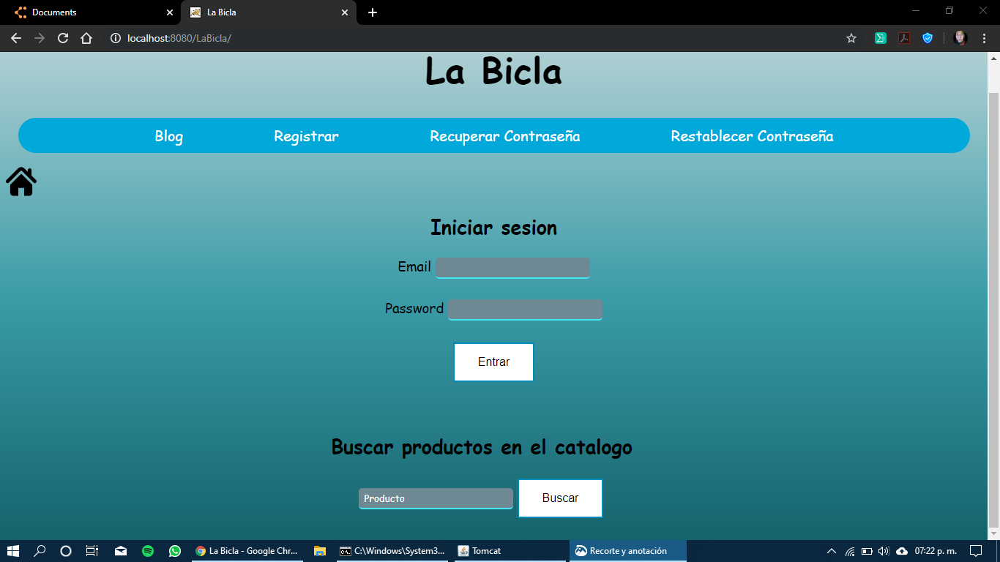 Documents
La Bicla
localhost:8080/LaBicla/
La Bicla
Blog Registrar Recuperar Contraseña Restablecer Contraseña
Iniciar sesion
Email
Password
Entrar
Buscar productos en el catalogo
Producto Buscar
La Bicla - Google Chr... C:\Windows\System3... Tomcat Recorte y anotación 07:22 p. m.